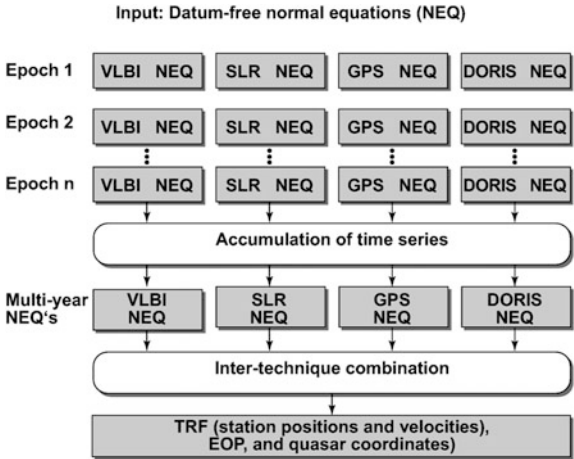 Input: Datum-free normal equations (NEQ)
Epoch 1 VLBI NEQ SLR NEQ GPS NEQ DORIS NEQ
Epoch 2 VLBI NEQ SLR NEQ GPS NEQ DORIS NEQ
Epoch n VLBI NEQ SLR NEQ GPS NEQ DORIS NEQ
Accumulation of time series
Multi-year NEQ‘s
VLBI NEQ
SLR NEQ
GPS NEQ
DORIS NEQ
Inter-technique combination
TRF (station positions and velocities),
EOP, and quasar coordinates)